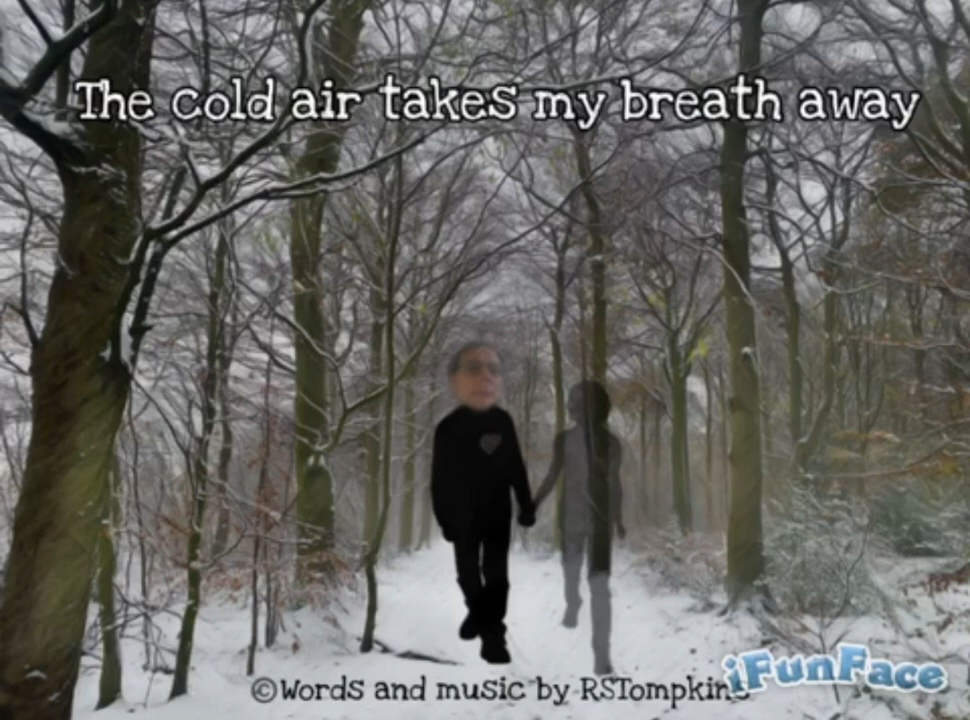 The cold air takes my breath away
©Words and music by RSTompkins
iFunFace